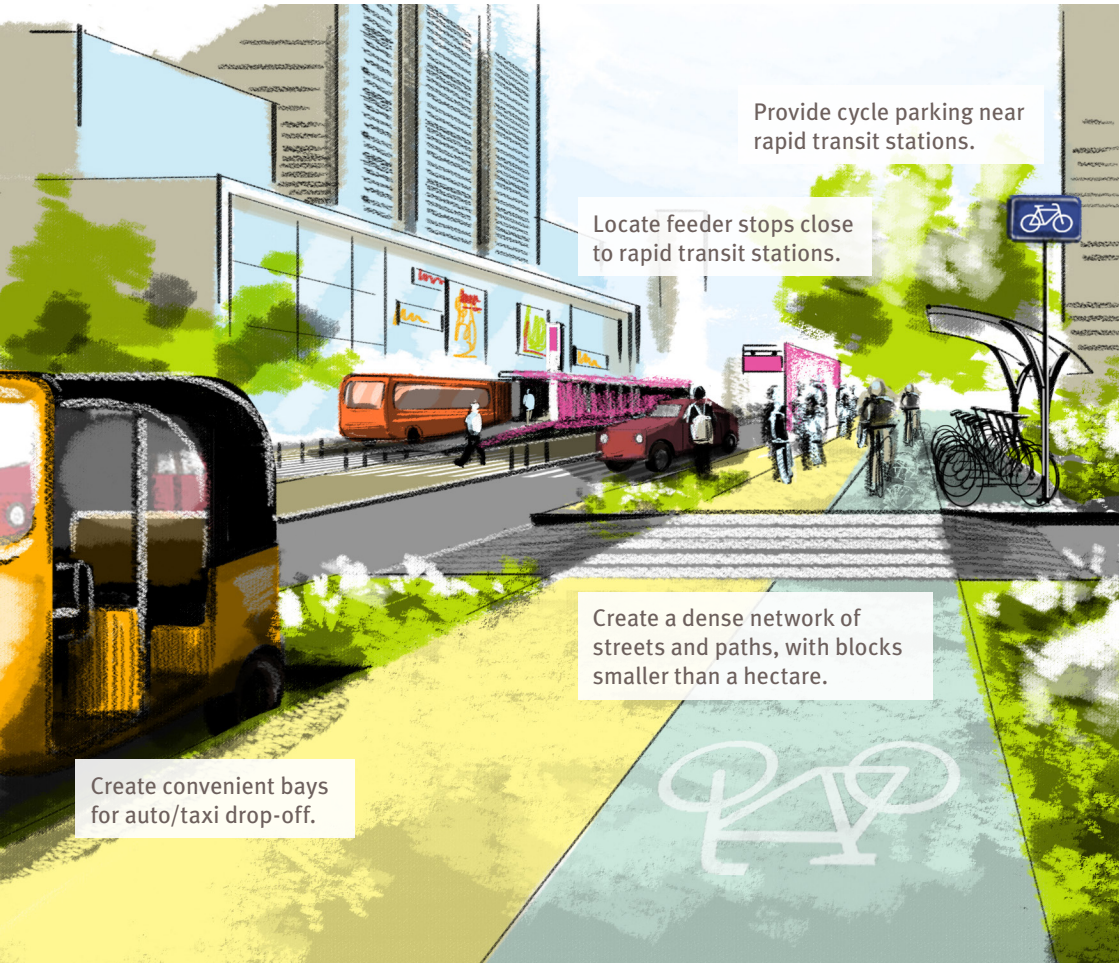 Provide cycle parking near
rapid transit stations.
Locate feeder stops close
to rapid transit stations.
Create a dense network of
streets and paths, with blocks
smaller than a hectare.
Create convenient bays
for auto/taxi drop-off.